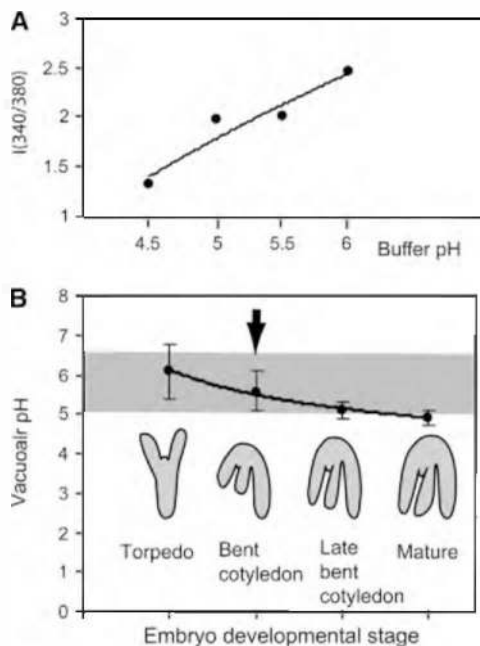 A
3
2.5
2
1.5
1
I(340/380)
4.5 5 5.5 6
Buffer pH
B
8
7
6
5
4
3
2
1
0
Vacuoalr pH
Torpedo
Bent
cotyledon
Late
bent
cotyledon
Mature
Embryo developmental stage